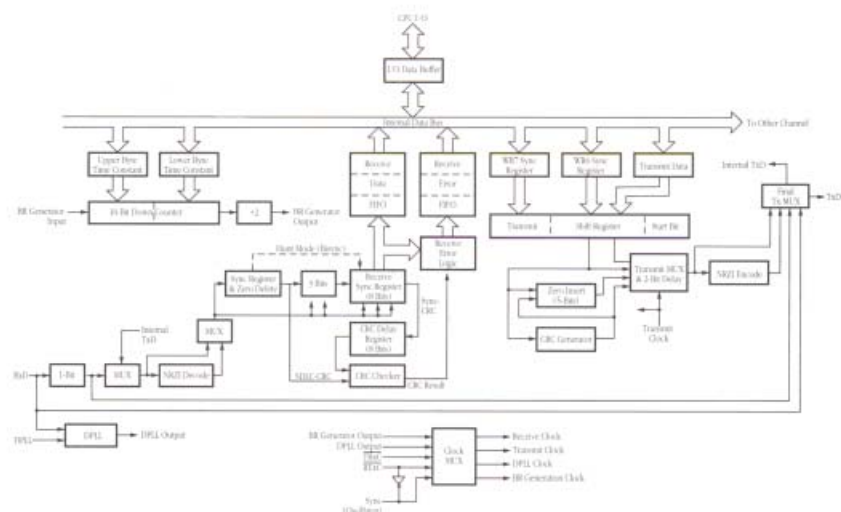 CPU I/O
I/O Data Buffer
Internal Data Bus
To Other Channel
Upper Byte
Time Constant
Lower Byte
Time Constant
Receive
Data
FIFO
Receive
Error
FIFO
WR7 Sync
Register
WR6 Sync
Register
Transmit Data
Internal TxD
Final
Tx MUX
TxD
BR Generator
Input
16-Bit Down Counter
÷2
BR Generator
Output
Transmit
Shift Register
Start Bit
Hunt Mode (Bisync)
Receive
Error
Logic
Sync Register
& Zero Delete
3 Bits
Receive
Sync Register
(8 Bits)
Sync-
CRC
Transmit MUX
& 2-Bit Delay
NRZI Encode
Zero Insert
(5-Bits)
Internal
TxD
MUX
CRC Delay
Register
(8 Bits)
CRC Generator
Transmit
Clock
RxD
1-Bit
MUX
NRZI Decode
SDLC-CRC
CRC Checker
CRC Result
DPLL
DPLL
DPLL Output
BR Generator Output
DPLL Output
Clock
MUX
Receive Clock
Transmit Clock
DPLL Clock
BR Generation Clock
RTxC
Sync